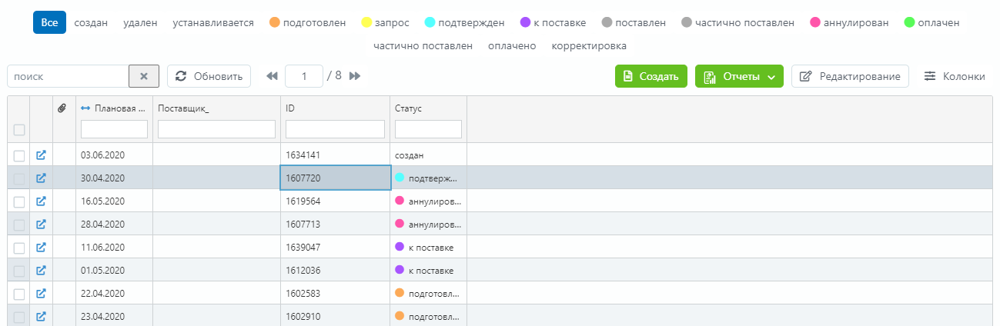 Все создан удален устанавливается подготовлен запрос подтвержден к поставке поставлен частично поставлен аннулирован оплачен
частично поставлен оплачено корректировка
поиск Обновить 1 / 8 Создать Отчеты Редактирование Колонки
Плановая ... Поставщик_ ID Статус
03.06.2020 1634141 создан
30.04.2020 1607720 подтверж...
16.05.2020 1619564 аннулиров...
28.04.2020 1607713 аннулиров...
11.06.2020 1639047 к поставке
01.05.2020 1612036 к поставке
22.04.2020 1602583 подготовл...
23.04.2020 1602910 подготовл...